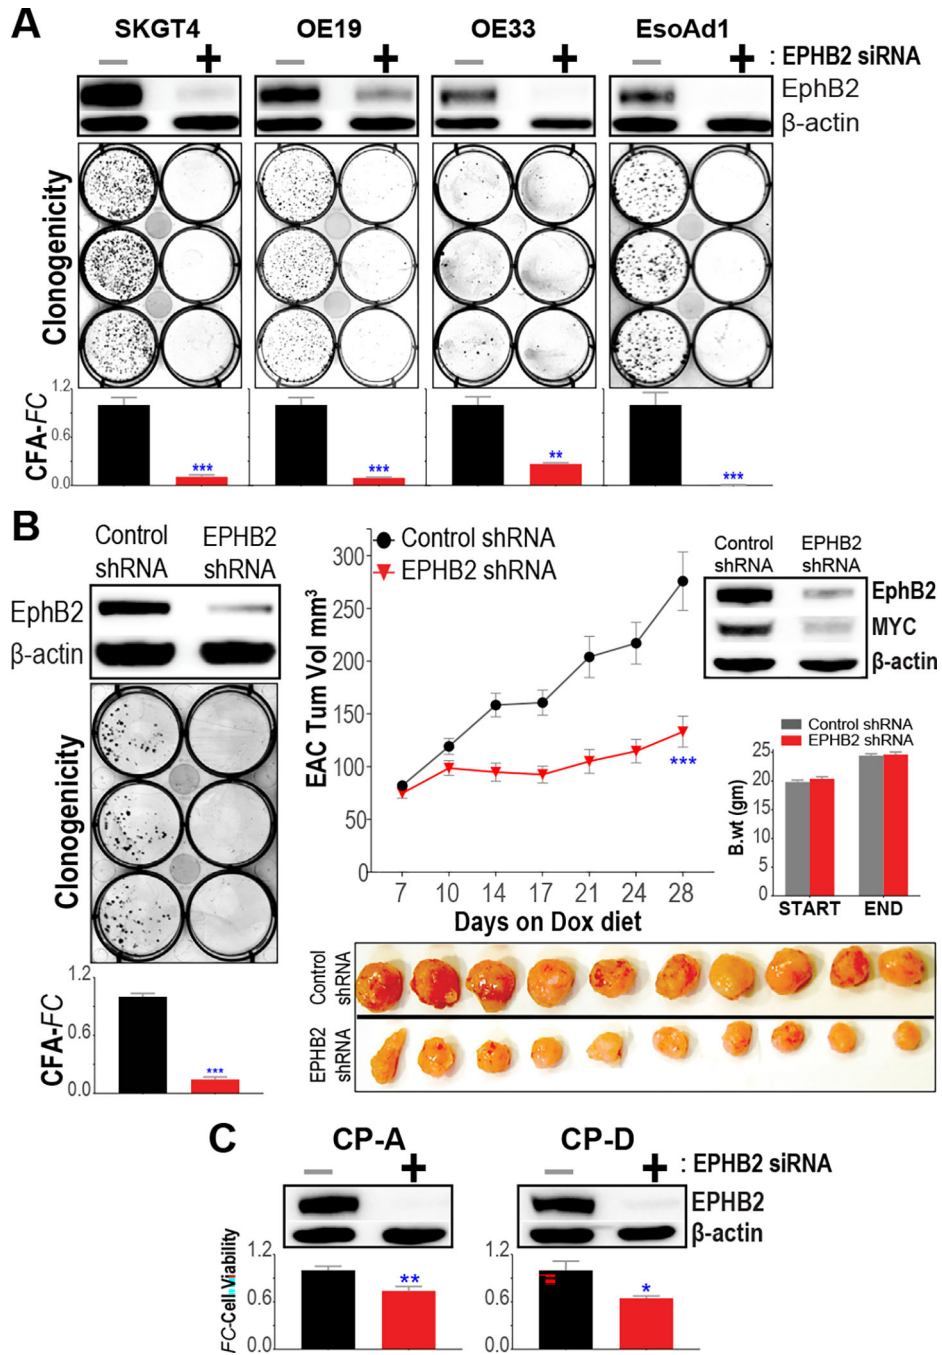 A
SKGT4 OE19 OE33 EsoAd1
— + — + — + — + : EPHB2 siRNA
EphB2
β-actin
Clonogenicity
CFA-FC
1.2
0.6
0.0
*** *** ** ***
B
Control shRNA
EPHB2 shRNA
EphB2
β-actin
Clonogenicity
CFA-FC
1.2
0.6
0.0
***
Control shRNA
EPHB2 shRNA
EAC Tum Vol mm³
300
250
200
150
100
50
0
***
7 10 14 17 21 24 28
Days on Dox diet
Control shRNA
EPHB2 shRNA
EphB2
MYC
β-actin
Control shRNA
EPHB2 shRNA
B.wt (gm)
25
20
15
10
5
0
START END
Control shRNA
EPHB2 shRNA
C
CP-A CP-D
— + — + : EPHB2 siRNA
EPHB2
β-actin
FC-Cell Viability
1.2
0.6
0.0
**
1.2
0.6
0.0
*